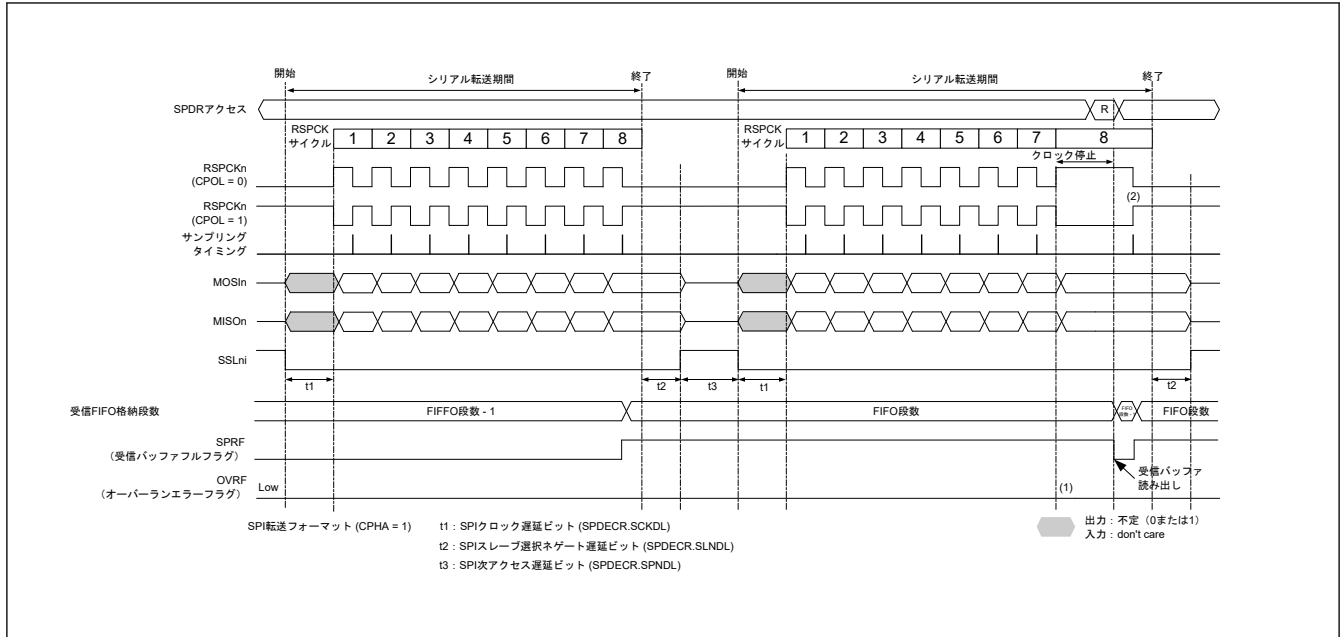 開始 シリアル転送期間 終了 開始 シリアル転送期間 終了
SPDRアクセス R
RSPCK
サイクル 1 2 3 4 5 6 7 8 RSPCK
サイクル 1 2 3 4 5 6 7 8
クロック停止
RSPCKn
(CPOL = 0)
(2)
RSPCKn
(CPOL = 1)
サンプリング
タイミング
MOSIn
MISOn
SSLni
t1 t2 t3 t1 t2
受信FIFO格納段数 FIFFO段数 - 1 FIFO段数 FIFO段数 - 1 FIFO段数
SPRF
(受信バッファフルフラグ)
受信バッファ
読み出し
OVRF
(オーバーランエラーフラグ) Low (1)
SPI転送フォーマット (CPHA = 1) t1:SPIクロック遅延ビット (SPDECR.SCKDL)
t2:SPIスレーブ選択ネゲート遅延ビット (SPDECR.SLNDL)
t3:SPI次アクセス遅延ビット (SPDECR.SPNDL)
出力:不定(0または1)
入力:don't care